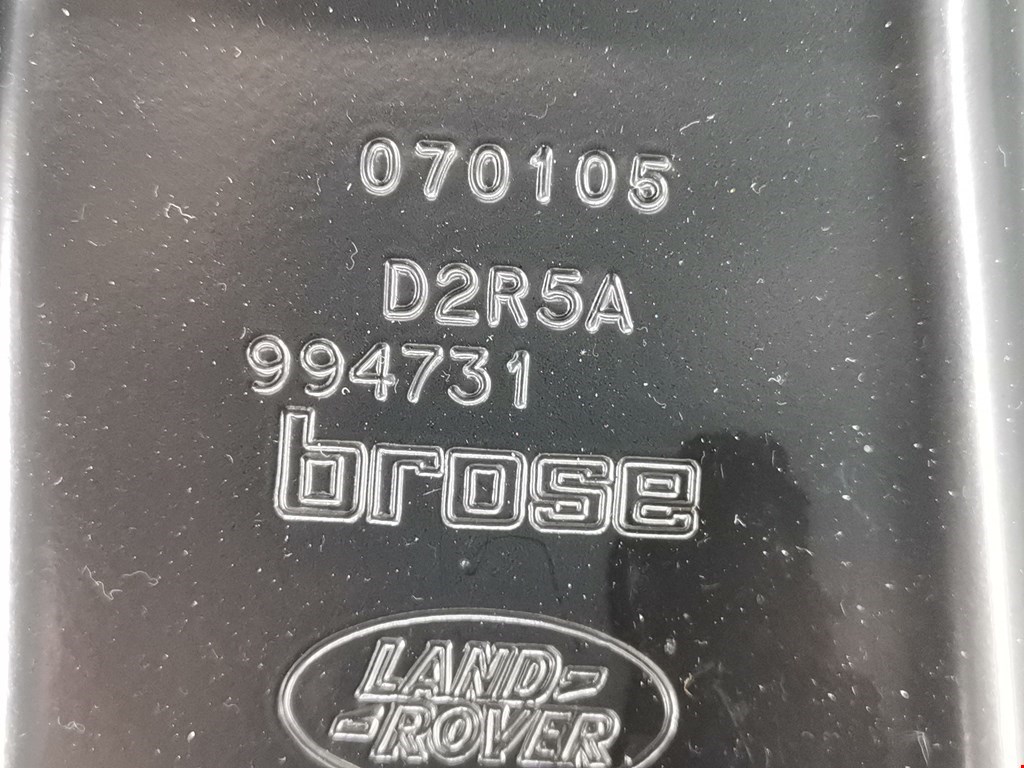 070105
D2R5A
994731
brose
LAND
ROVER